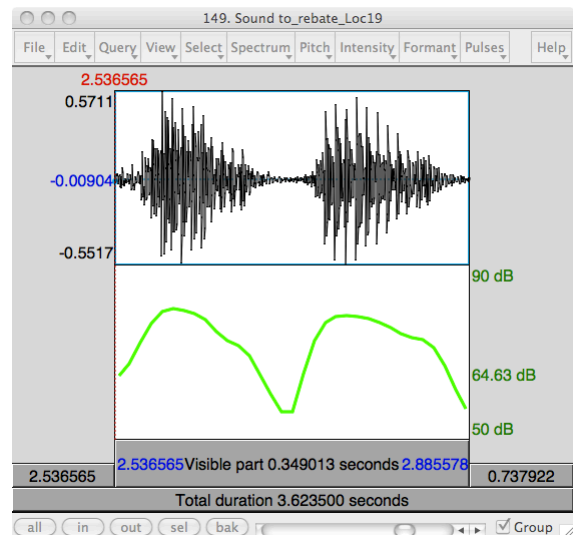 149. Sound to_rebate_Loc19
File Edit Query View Select Spectrum Pitch Intensity Formant Pulses Help
2.536565
0.5711
-0.00904
-0.5517
90 dB
64.63 dB
50 dB
2.536565 Visible part 0.349013 seconds 2.885578
2.536565 0.737922
Total duration 3.623500 seconds
all in out sel bak Group